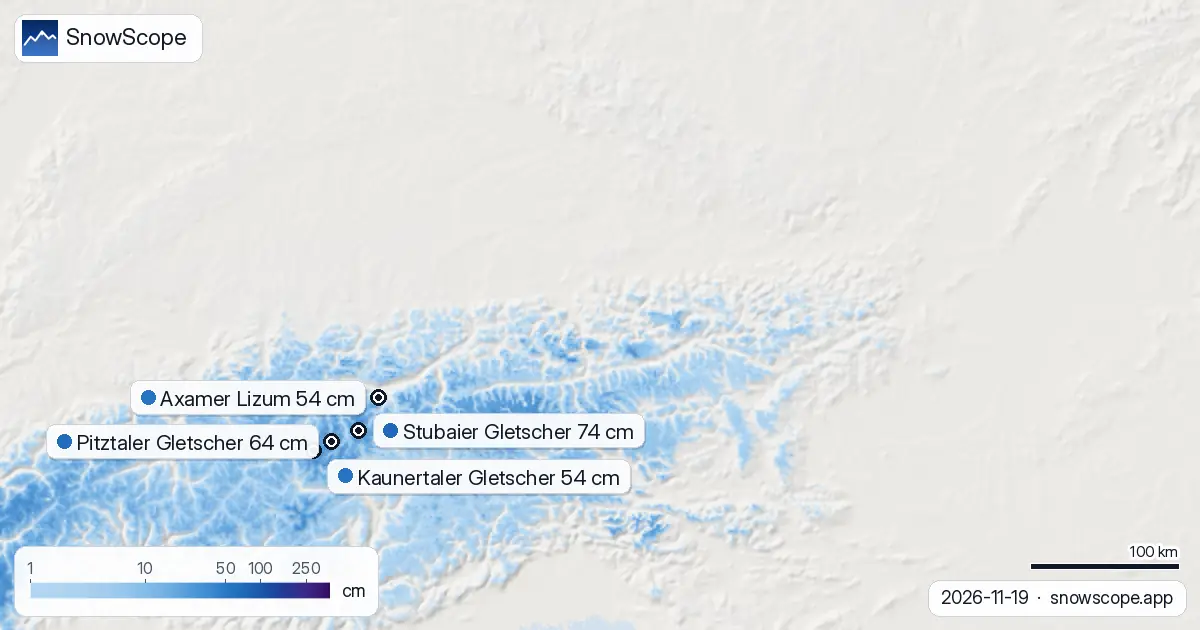 SnowScope
Axamer Lizum 54 cm
Stubaier Gletscher 74 cm
Pitztaler Gletscher 64 cm
Kaunertaler Gletscher 54 cm
1 10 50 100 250
cm
100 km
2026-11-19 · snowscope.app